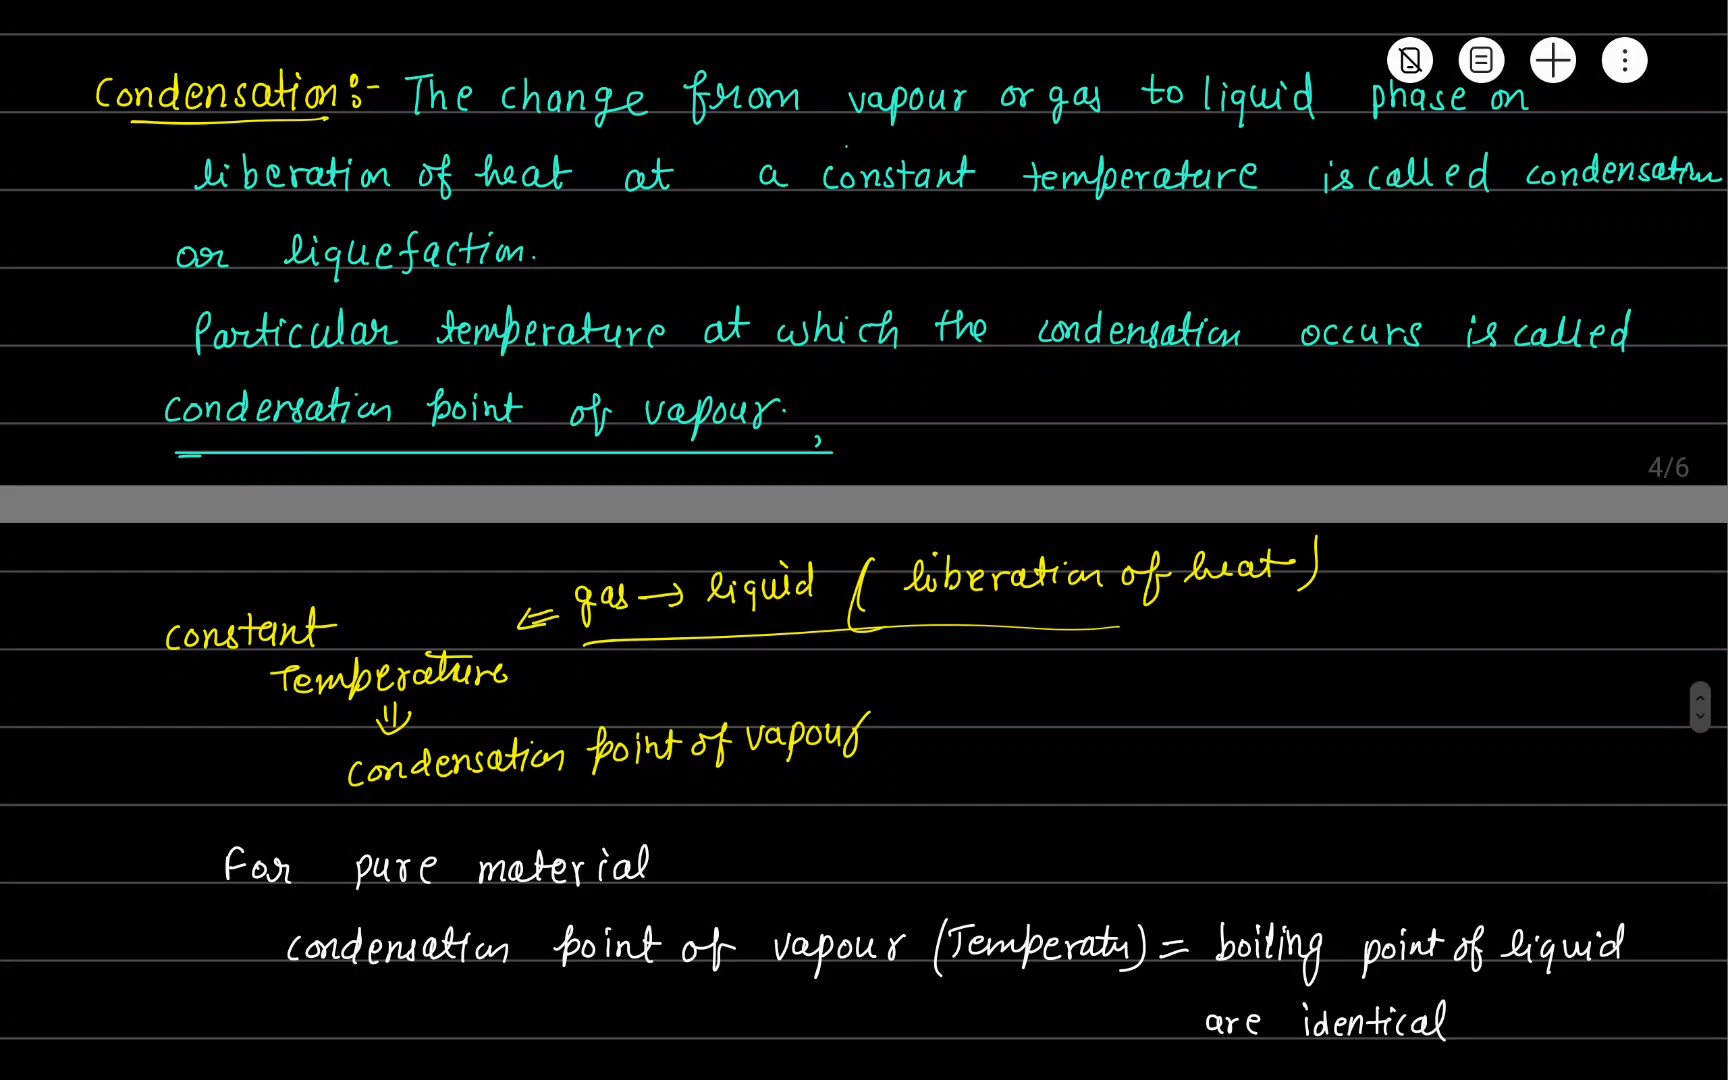 Condensation:- The change from vapour or gas to liquid phase on
liberation of heat at a constant temperature is called condensation
or liquefaction.
Particular temperature at which the condensation occurs is called
condensation point of vapour.
4/6
gas → liquid (liberation of heat)
⇐
constant
Temperature
⇓
condensation point of vapour
For pure material
condensation point of vapour (Temperatu) = boiling point of liquid
are identical